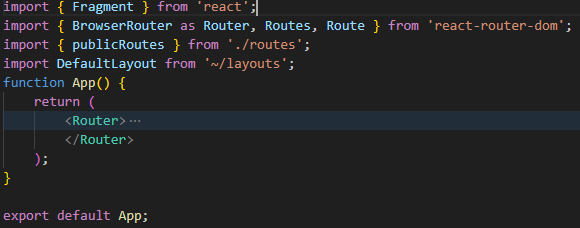 import { Fragment } from 'react';
import { BrowserRouter as Router, Routes, Route } from 'react-router-dom';
import { publicRoutes } from './routes';
import DefaultLayout from '~/layouts';
function App() {
    return (
        <Router>···
        </Router>
    );
}

export default App;